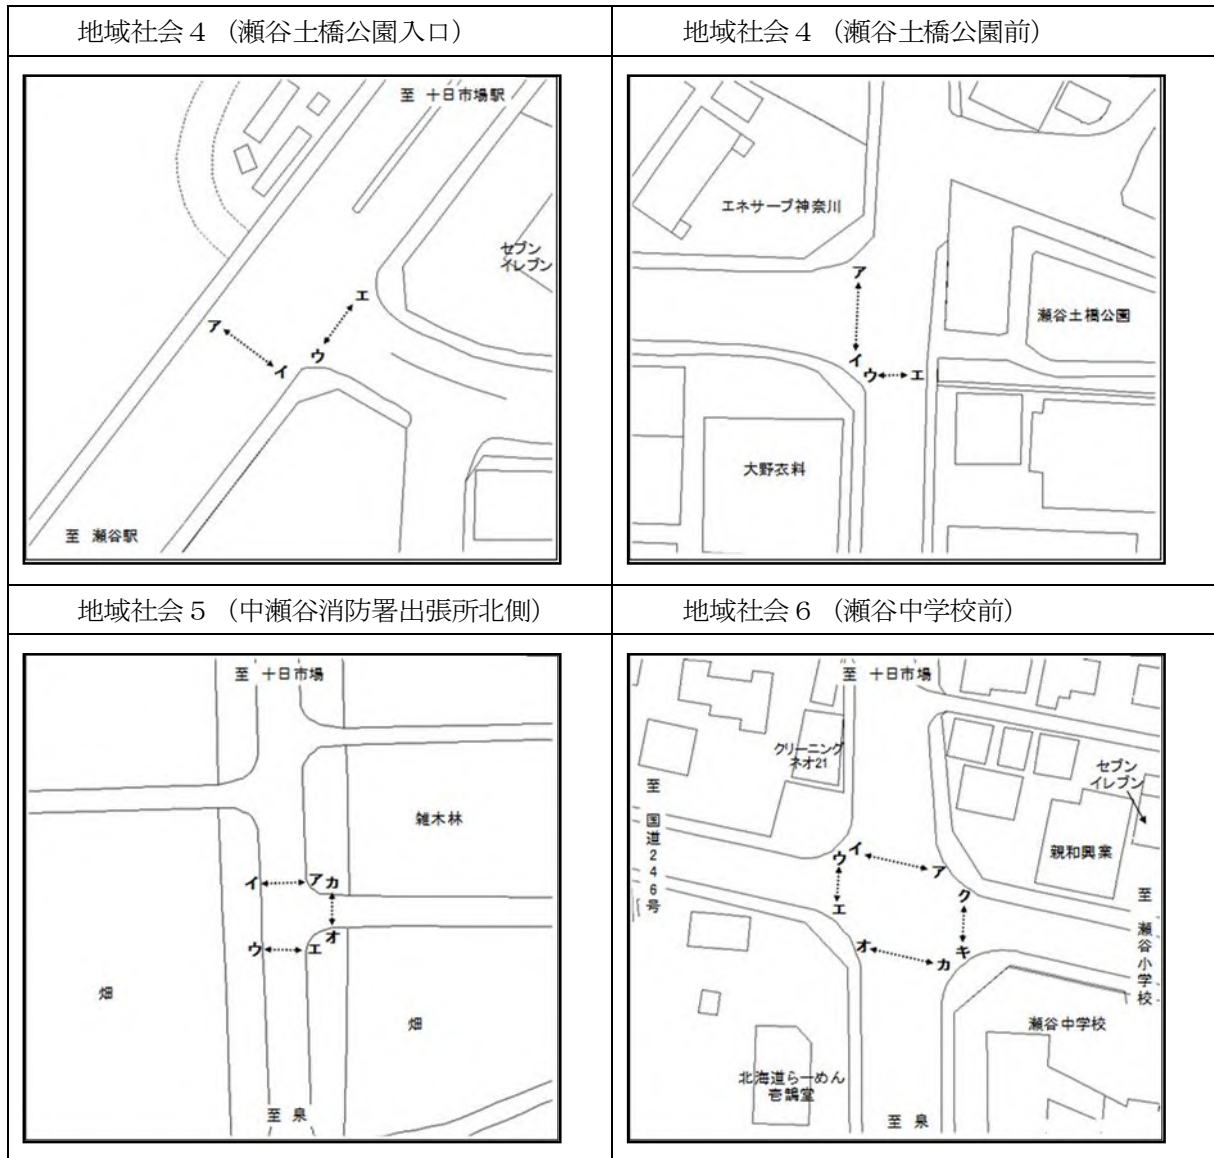 地域社会４（瀬谷土橋公園入口）
至 十日市場駅
セブン
イレブン
エ
ア
ウ
イ
至 瀬谷駅
地域社会４（瀬谷土橋公園前）
エネサーブ神奈川
ア
瀬谷土橋公園
イ
ウ
エ
大野衣料
地域社会５（中瀬谷消防署出張所北側）
至 十日市場
雑木林
イ
ア
カ
オ
ウ
エ
畑
畑
至 泉
地域社会６（瀬谷中学校前）
至 十日市場
クリーニング
ネオ21
セブン
イレブン
至 国道246号
親和興業
イ
ウ
ア
ク
エ
オ
カ
キ
至 瀬谷小学校
瀬谷中学校
北海道らーめん
壱鵠堂
至 泉